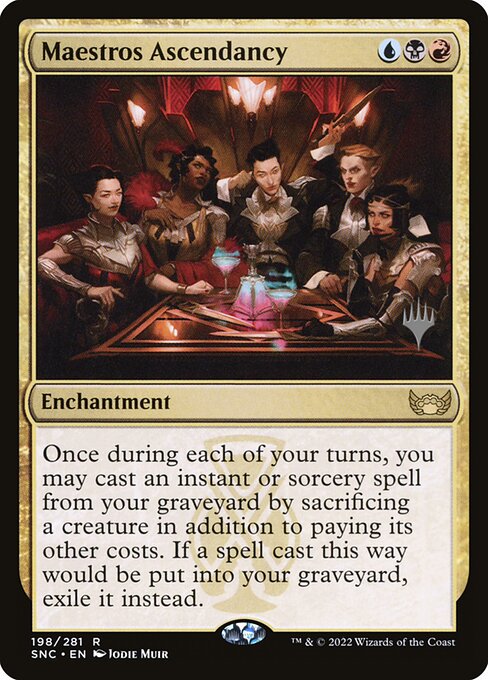 Maestros Ascendancy
Enchantment
Once during each of your turns, you
may cast an instant or sorcery spell
from your graveyard by sacrificing
a creature in addition to paying its
other costs. If a spell cast this way
would be put into your graveyard,
exile it instead.
198/281 R
SNC • EN Jodie Muir
™ & © 2022 Wizards of the Coast